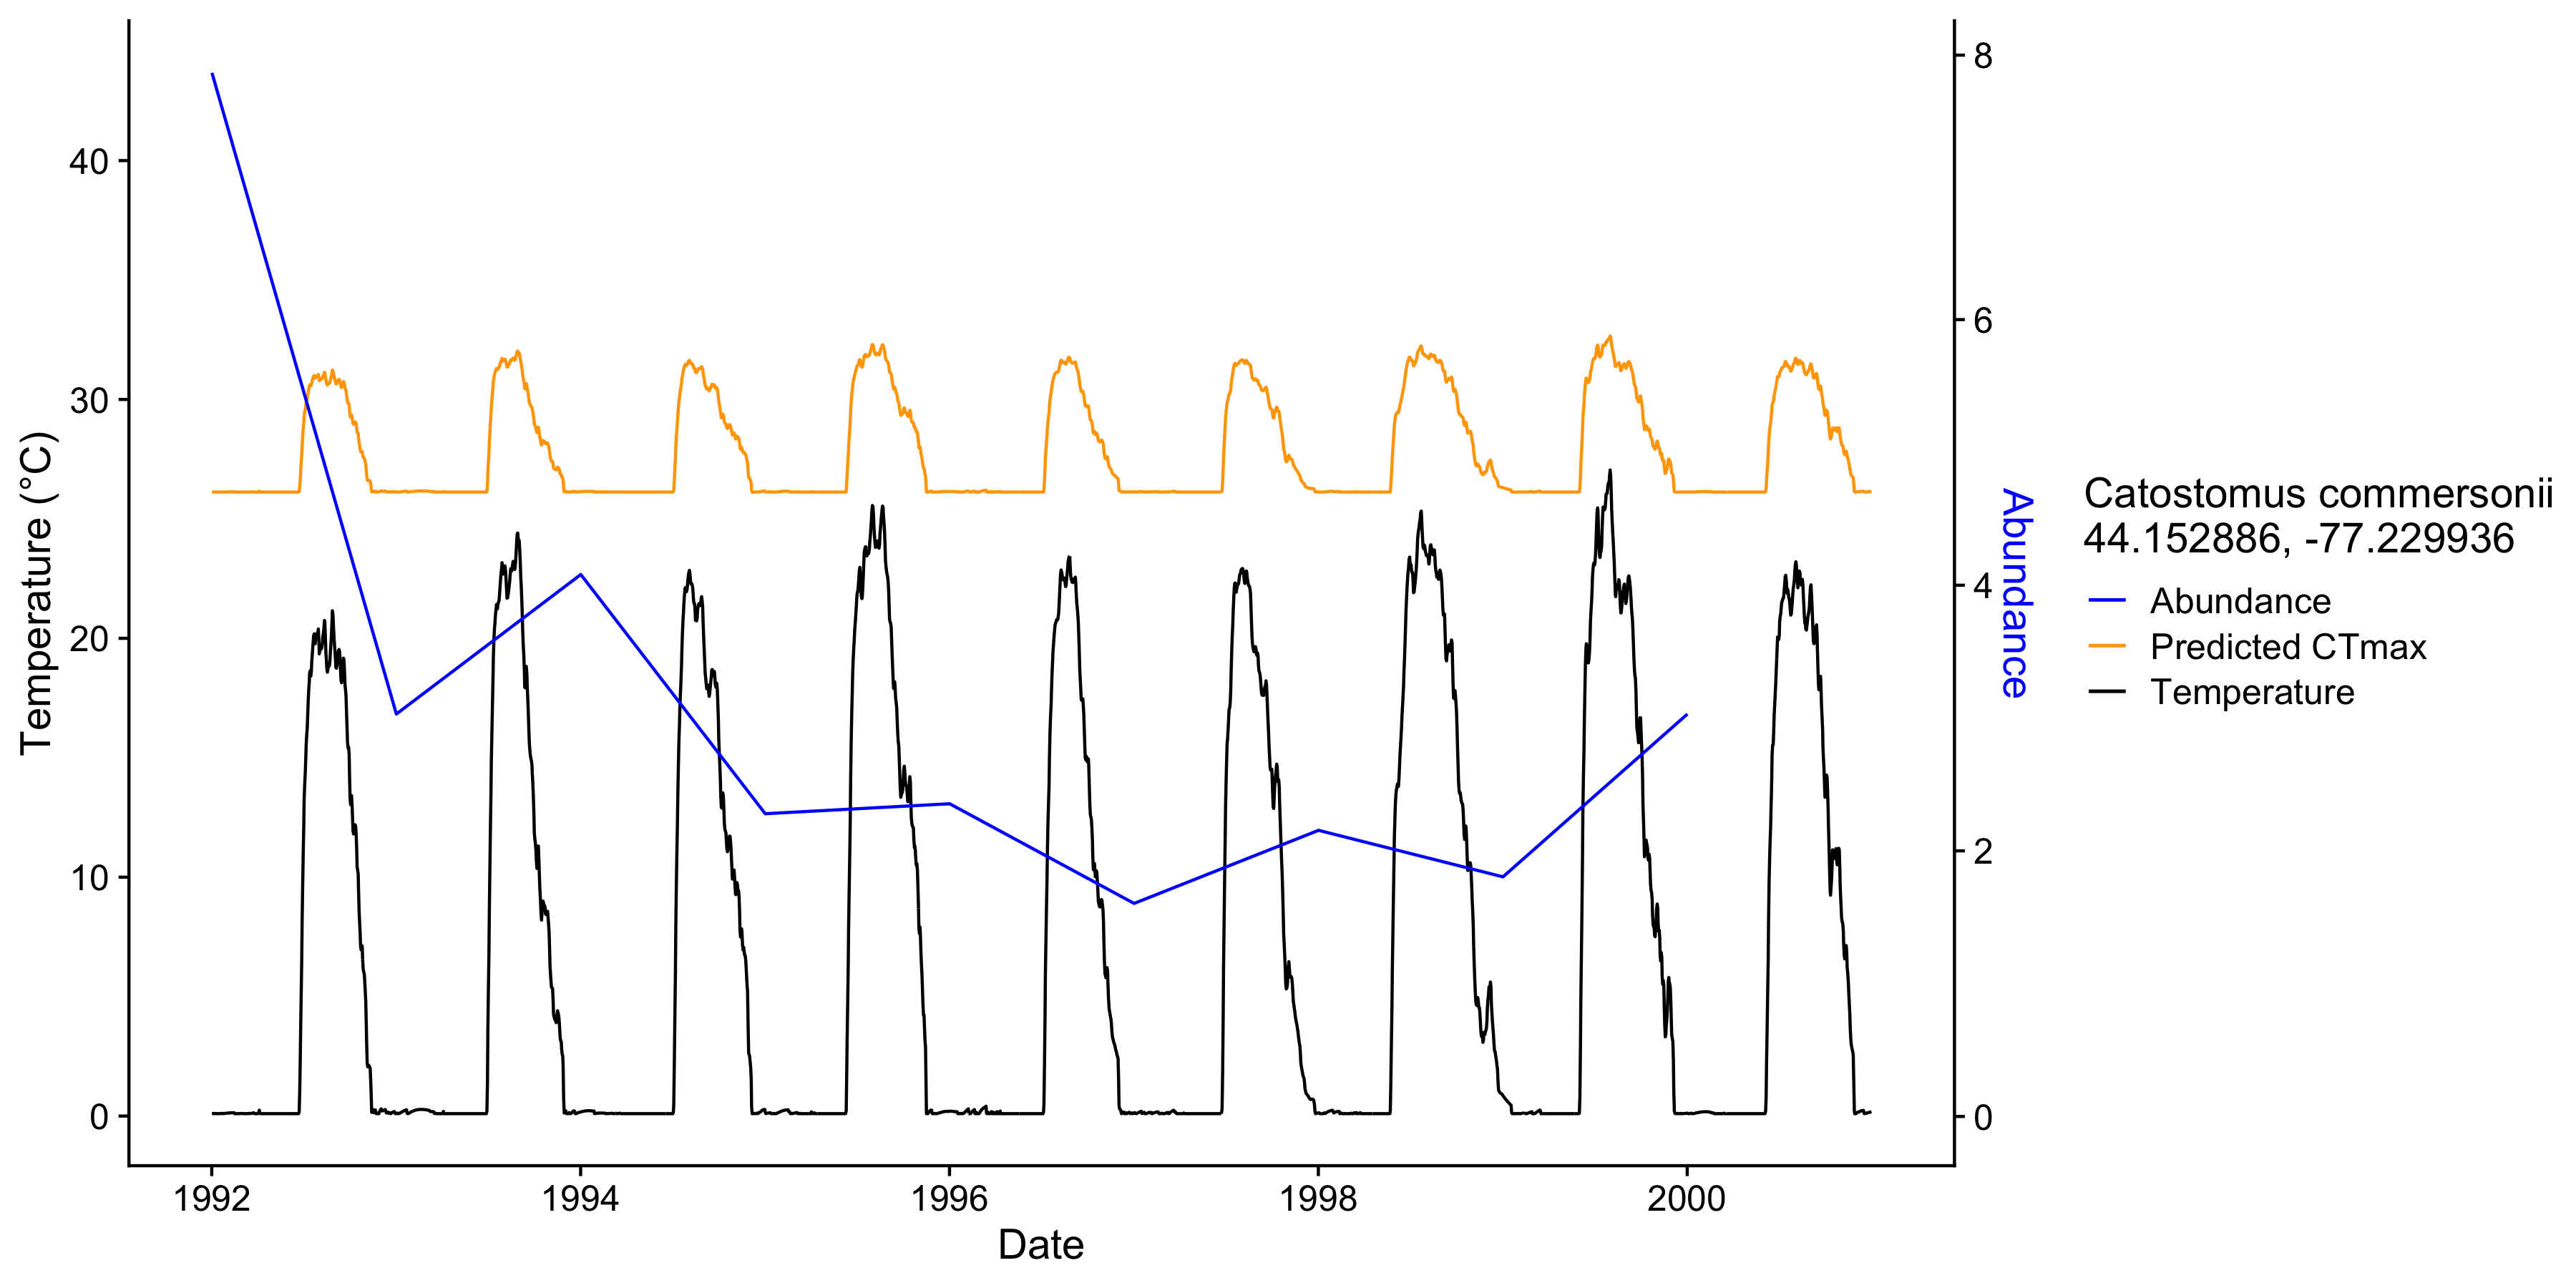 Temperature (°C)
40
30
20
10
0
1992
1994
1996
1998
2000
Date
8
6
4
2
0
Abundance
Catostomus commersonii
44.152886, -77.229936
Abundance
Predicted CTmax
Temperature